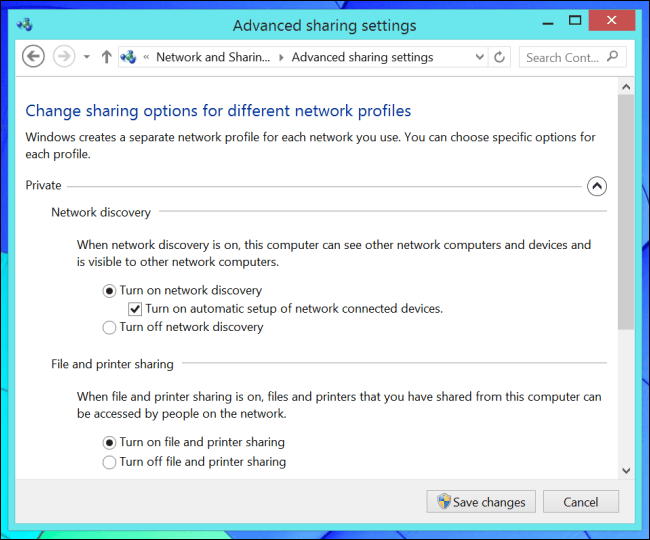 Advanced sharing settings
« Network and Sharin... Advanced sharing settings
Search Cont...
Change sharing options for different network profiles
Windows creates a separate network profile for each network you use. You can choose specific options for
each profile.
Private
Network discovery
When network discovery is on, this computer can see other network computers and devices and
is visible to other network computers.
Turn on network discovery
Turn on automatic setup of network connected devices.
Turn off network discovery
File and printer sharing
When file and printer sharing is on, files and printers that you have shared from this computer can
be accessed by people on the network.
Turn on file and printer sharing
Turn off file and printer sharing
Save changes
Cancel